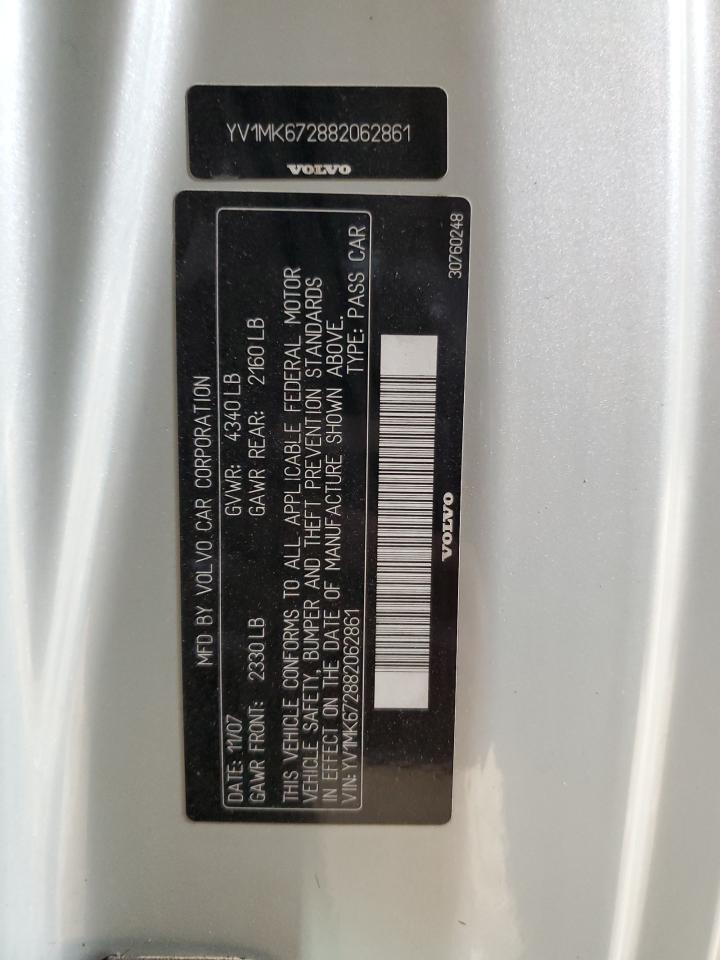 YV1MK672882062861
VOLVO
MFD BY VOLVO CAR CORPORATION
DATE: 11/07 GVWR: 4340 LB
GAWR FRONT: 2330 LB GAWR REAR: 2160 LB
THIS VEHICLE CONFORMS TO ALL APPLICABLE FEDERAL MOTOR
VEHICLE SAFETY, BUMPER AND THEFT PREVENTION STANDARDS
IN EFFECT ON THE DATE OF MANUFACTURE SHOWN ABOVE.
VIN: YV1MK672882062861 TYPE: PASS CAR
VOLVO
30760248